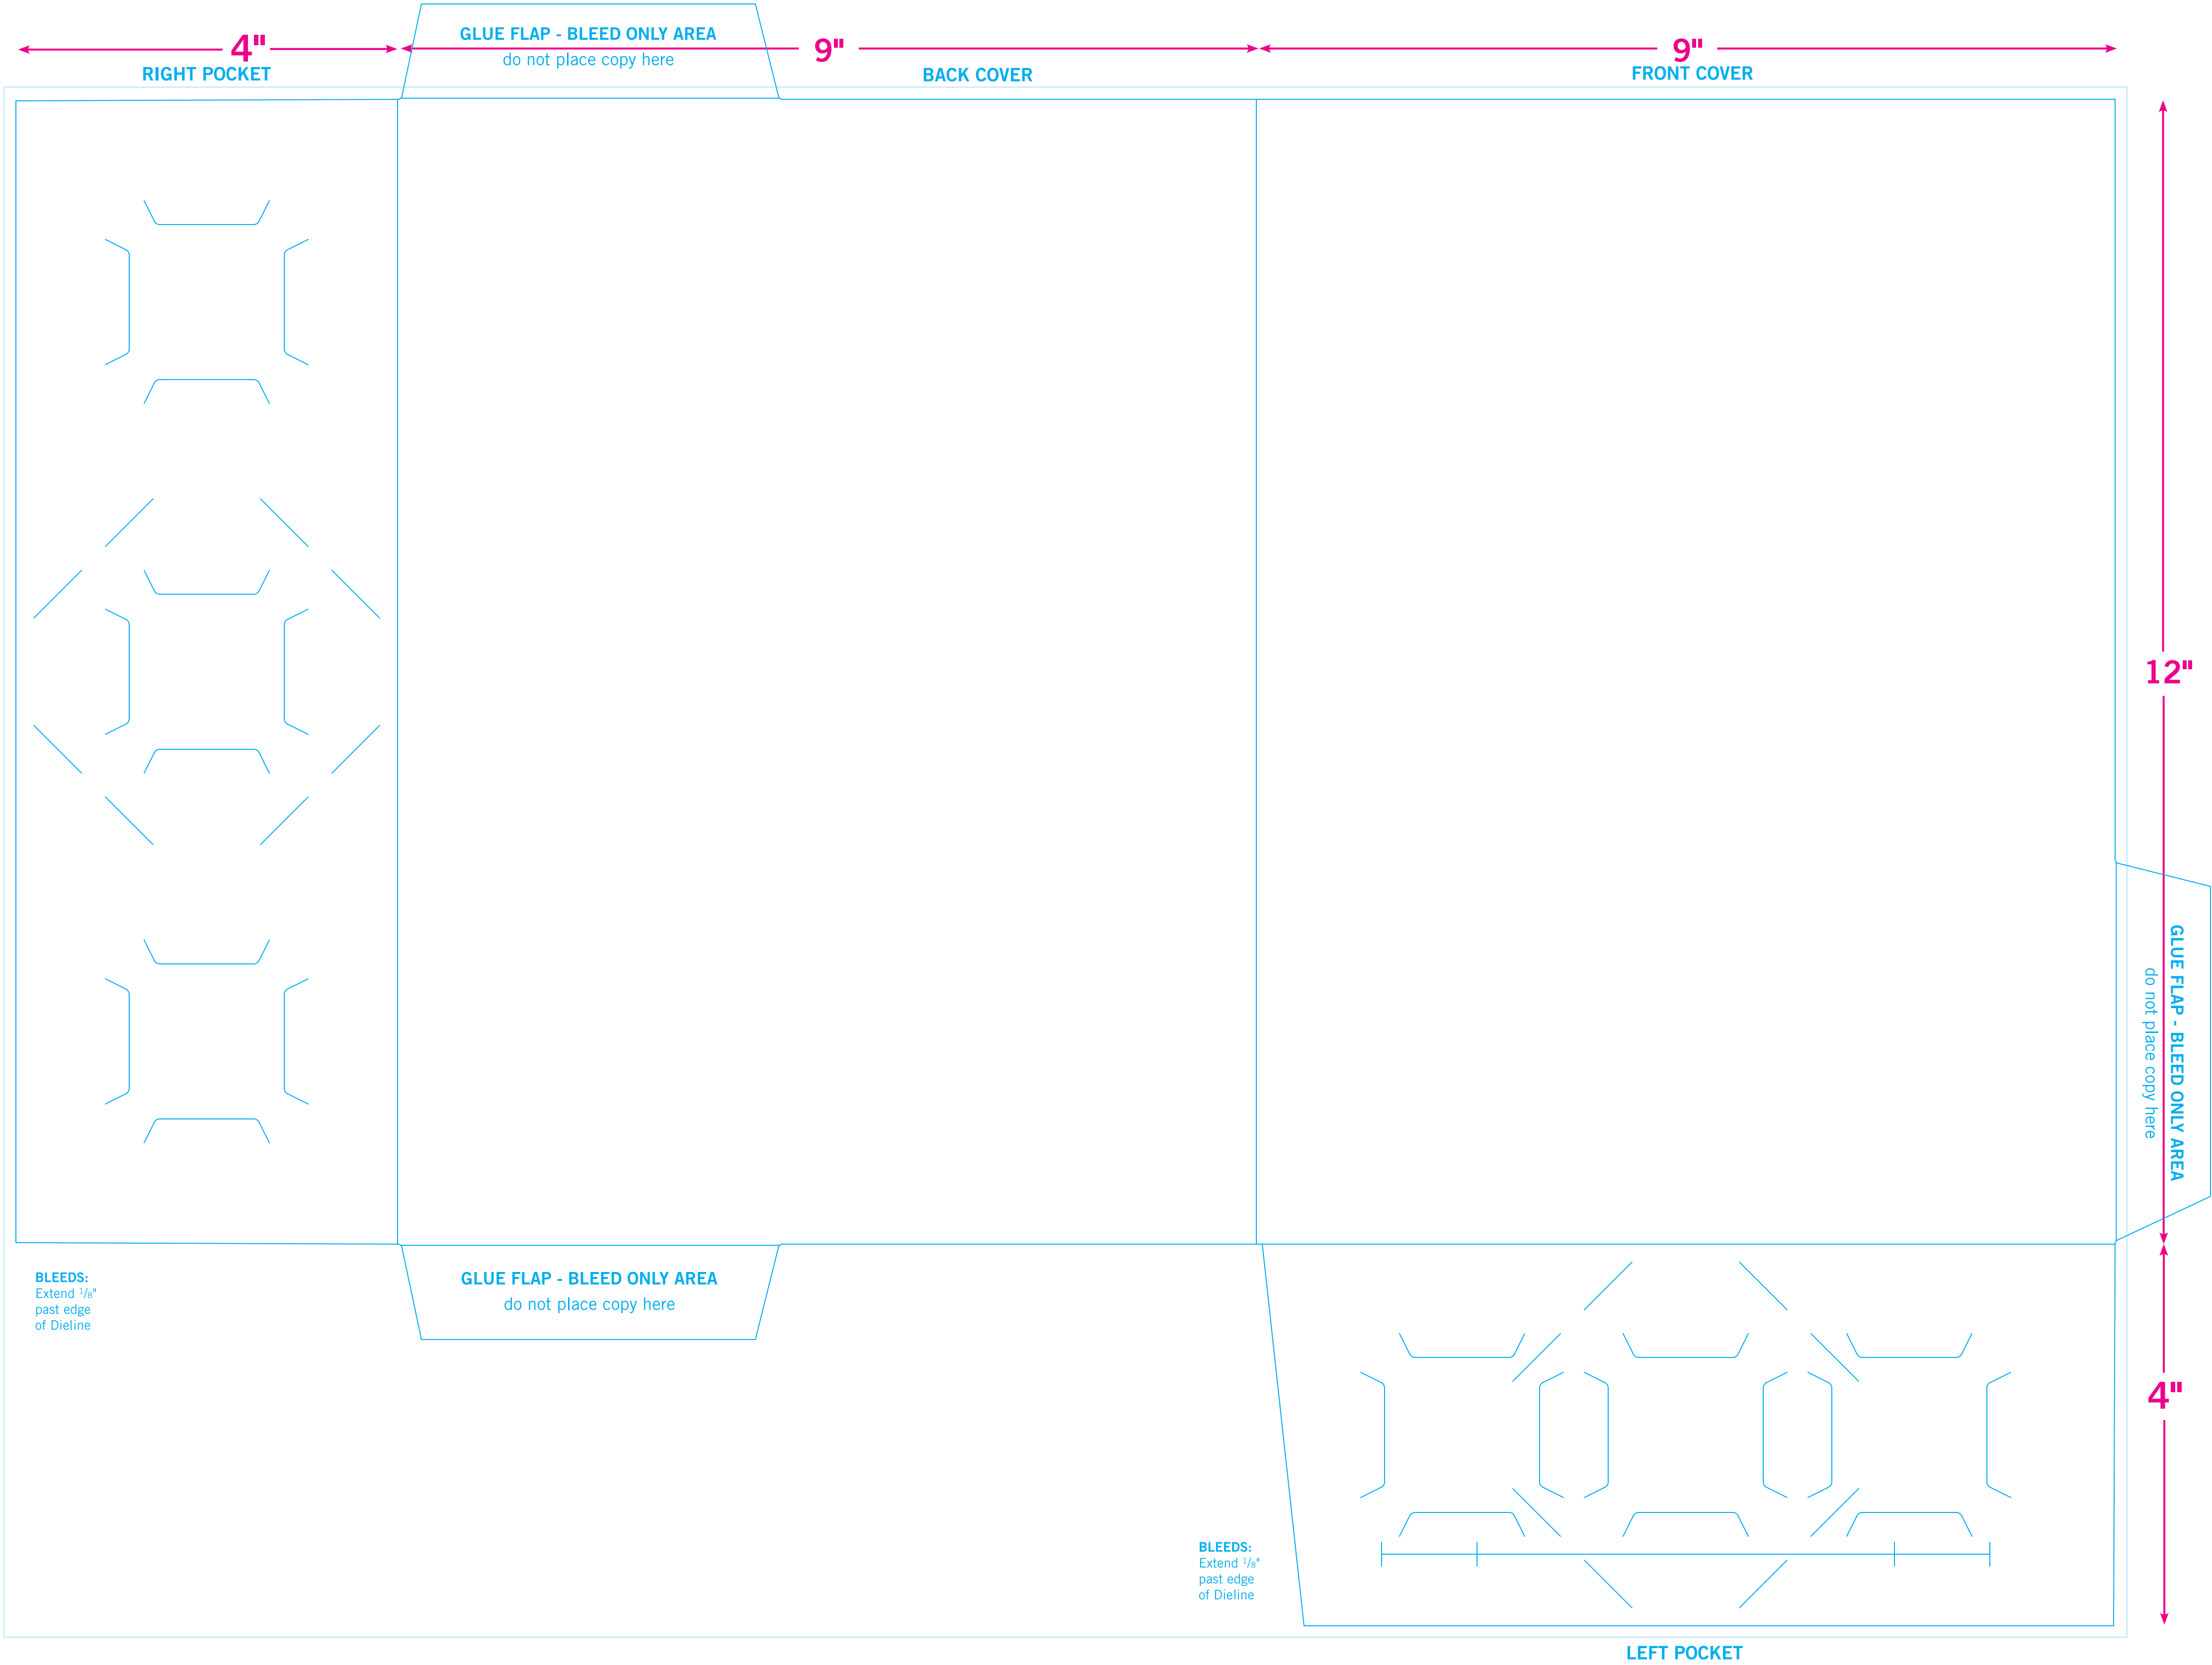 4"
RIGHT POCKET
GLUE FLAP - BLEED ONLY AREA
do not place copy here
9"
BACK COVER
9"
FRONT COVER
12"
GLUE FLAP - BLEED ONLY AREA
do not place copy here
BLEEDS:
Extend 1/8"
past edge
of Dieline
GLUE FLAP - BLEED ONLY AREA
do not place copy here
4"
BLEEDS:
Extend 1/8"
past edge
of Dieline
LEFT POCKET